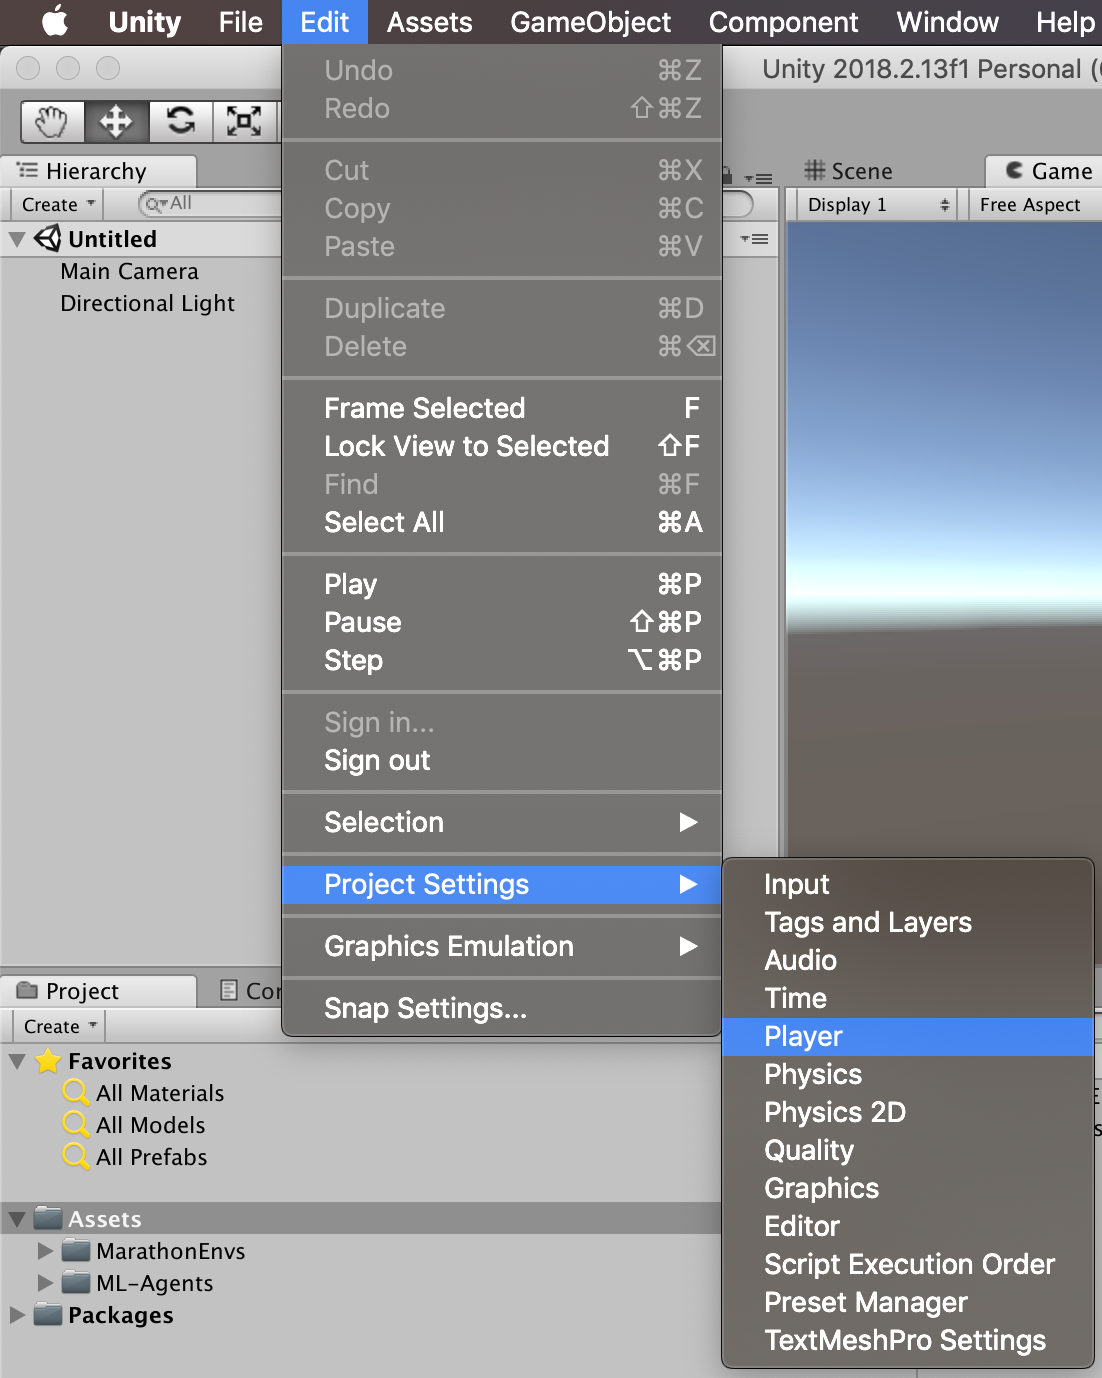 Unity File Edit Assets GameObject Component Window Help
Unity 2018.2.13f1 Personal (
Hierarchy
Create
All
Untitled
Main Camera
Directional Light
Undo ⌘Z
Redo ⇧⌘Z
Cut ⌘X
Copy ⌘C
Paste ⌘V
Duplicate ⌘D
Delete ⌘⌫
Frame Selected F
Lock View to Selected ⇧F
Find ⌘F
Select All ⌘A
Play ⌘P
Pause ⇧⌘P
Step ⌥⌘P
Sign in...
Sign out
Selection
Project Settings
Graphics Emulation
Snap Settings...
Scene Game
Display 1 Free Aspect
Input
Tags and Layers
Audio
Time
Player
Physics
Physics 2D
Quality
Graphics
Editor
Script Execution Order
Preset Manager
TextMeshPro Settings
Project
Create
Favorites
All Materials
All Models
All Prefabs
Assets
MarathonEnvs
ML-Agents
Packages